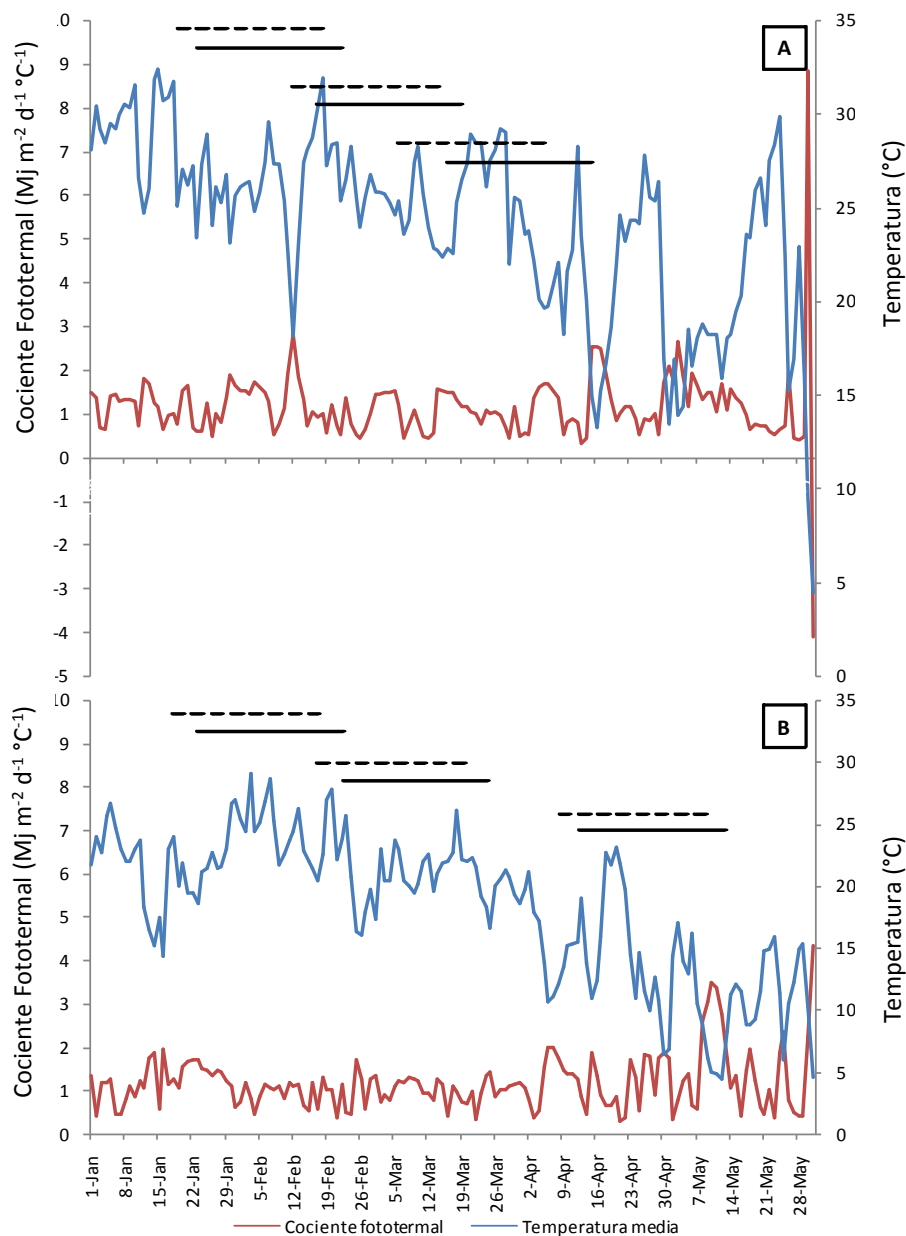 A
Cociente Fototermal (Mj m⁻² d⁻¹ °C⁻¹)
10
9
8
7
6
5
4
3
2
1
0
-1
-2
-3
-4
-5
35
30
25
20
15
10
5
0
Temperatura (°C)
B
Cociente Fototermal (Mj m⁻² d⁻¹ °C⁻¹)
10
9
8
7
6
5
4
3
2
1
0
35
30
25
20
15
10
5
0
Temperatura (°C)
1-Jan
8-Jan
15-Jan
22-Jan
29-Jan
5-Feb
12-Feb
19-Feb
26-Feb
5-Mar
12-Mar
19-Mar
26-Mar
2-Apr
9-Apr
16-Apr
23-Apr
30-Apr
7-May
14-May
21-May
28-May
Cociente fototermal
Temperatura media